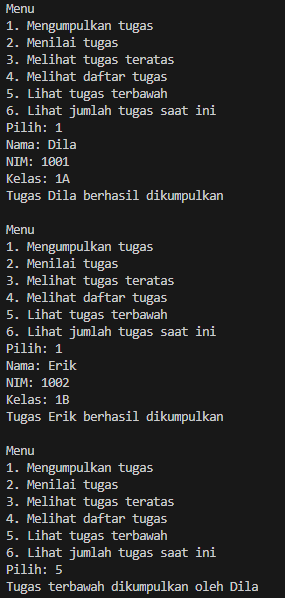 Menu
1. Mengumpulkan tugas
2. Menilai tugas
3. Melihat tugas teratas
4. Melihat daftar tugas
5. Lihat tugas terbawah
6. Lihat jumlah tugas saat ini
Pilih: 1
Nama: Dila
NIM: 1001
Kelas: 1A
Tugas Dila berhasil dikumpulkan

Menu
1. Mengumpulkan tugas
2. Menilai tugas
3. Melihat tugas teratas
4. Melihat daftar tugas
5. Lihat tugas terbawah
6. Lihat jumlah tugas saat ini
Pilih: 1
Nama: Erik
NIM: 1002
Kelas: 1B
Tugas Erik berhasil dikumpulkan

Menu
1. Mengumpulkan tugas
2. Menilai tugas
3. Melihat tugas teratas
4. Melihat daftar tugas
5. Lihat tugas terbawah
6. Lihat jumlah tugas saat ini
Pilih: 5
Tugas terbawah dikumpulkan oleh Dila